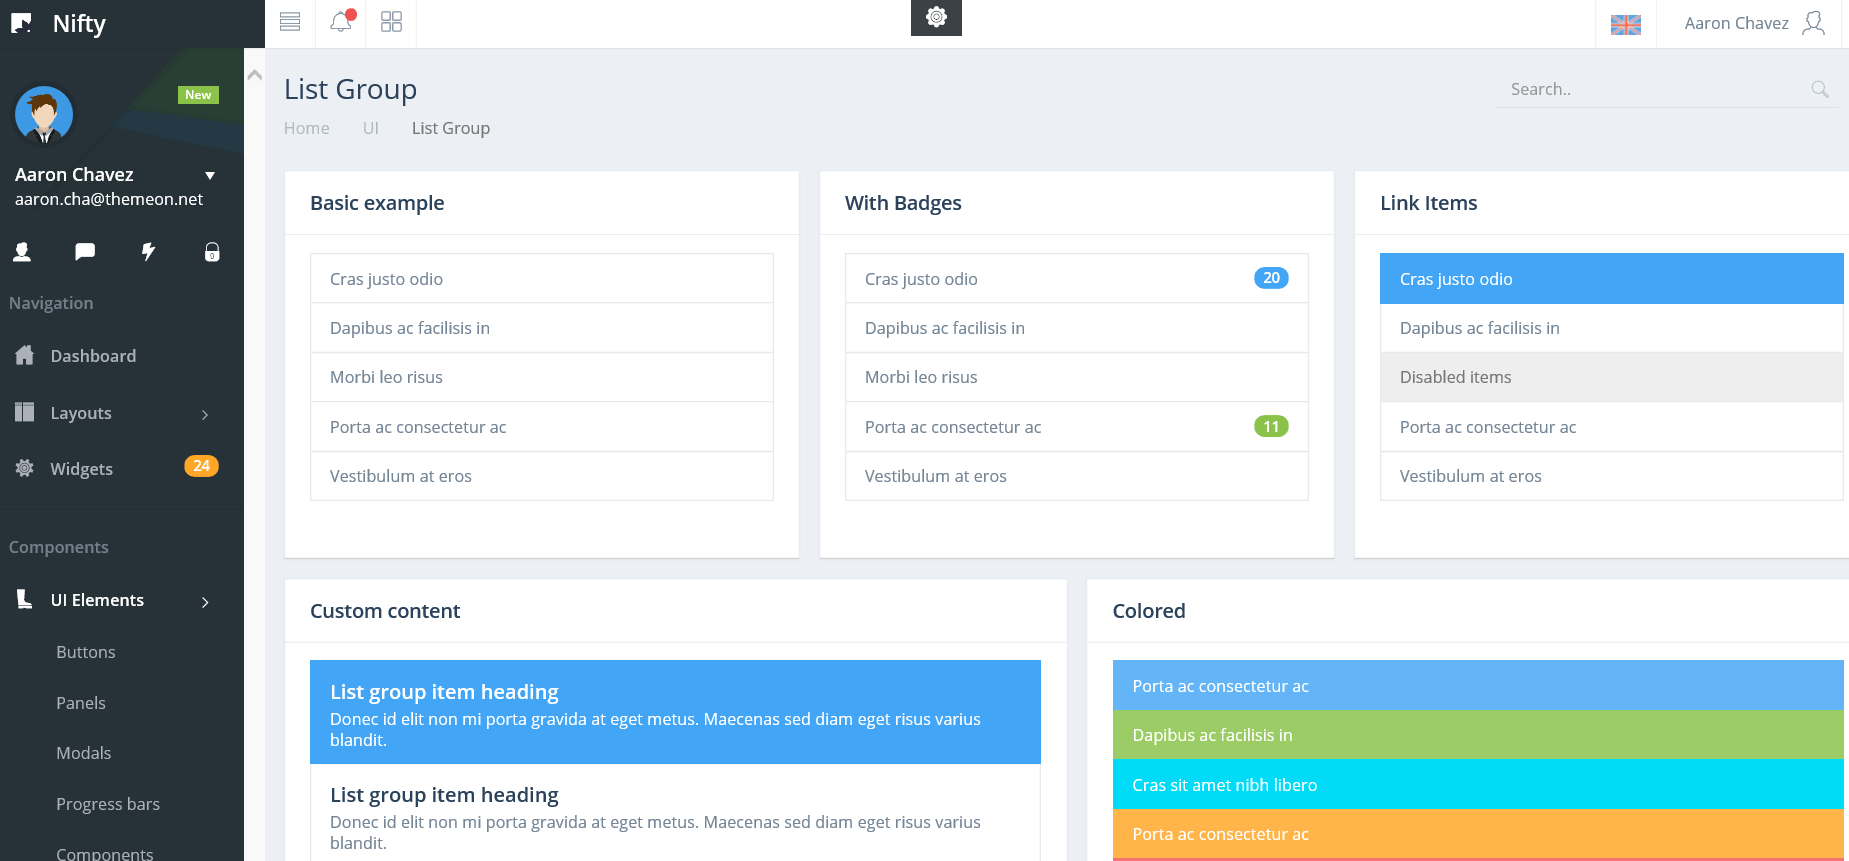 Nifty
Aaron Chavez
New
Aaron Chavez
aaron.cha@themeon.net
Navigation
Dashboard
Layouts
Widgets 24
Components
UI Elements
Buttons
Panels
Modals
Progress bars
Components
List Group
Search..
Home UI List Group
Basic example
Cras justo odio
Dapibus ac facilisis in
Morbi leo risus
Porta ac consectetur ac
Vestibulum at eros
With Badges
Cras justo odio 20
Dapibus ac facilisis in
Morbi leo risus
Porta ac consectetur ac 11
Vestibulum at eros
Link Items
Cras justo odio
Dapibus ac facilisis in
Disabled items
Porta ac consectetur ac
Vestibulum at eros
Custom content
List group item heading
Donec id elit non mi porta gravida at eget metus. Maecenas sed diam eget risus varius
blandit.
List group item heading
Donec id elit non mi porta gravida at eget metus. Maecenas sed diam eget risus varius
blandit.
Colored
Porta ac consectetur ac
Dapibus ac facilisis in
Cras sit amet nibh libero
Porta ac consectetur ac